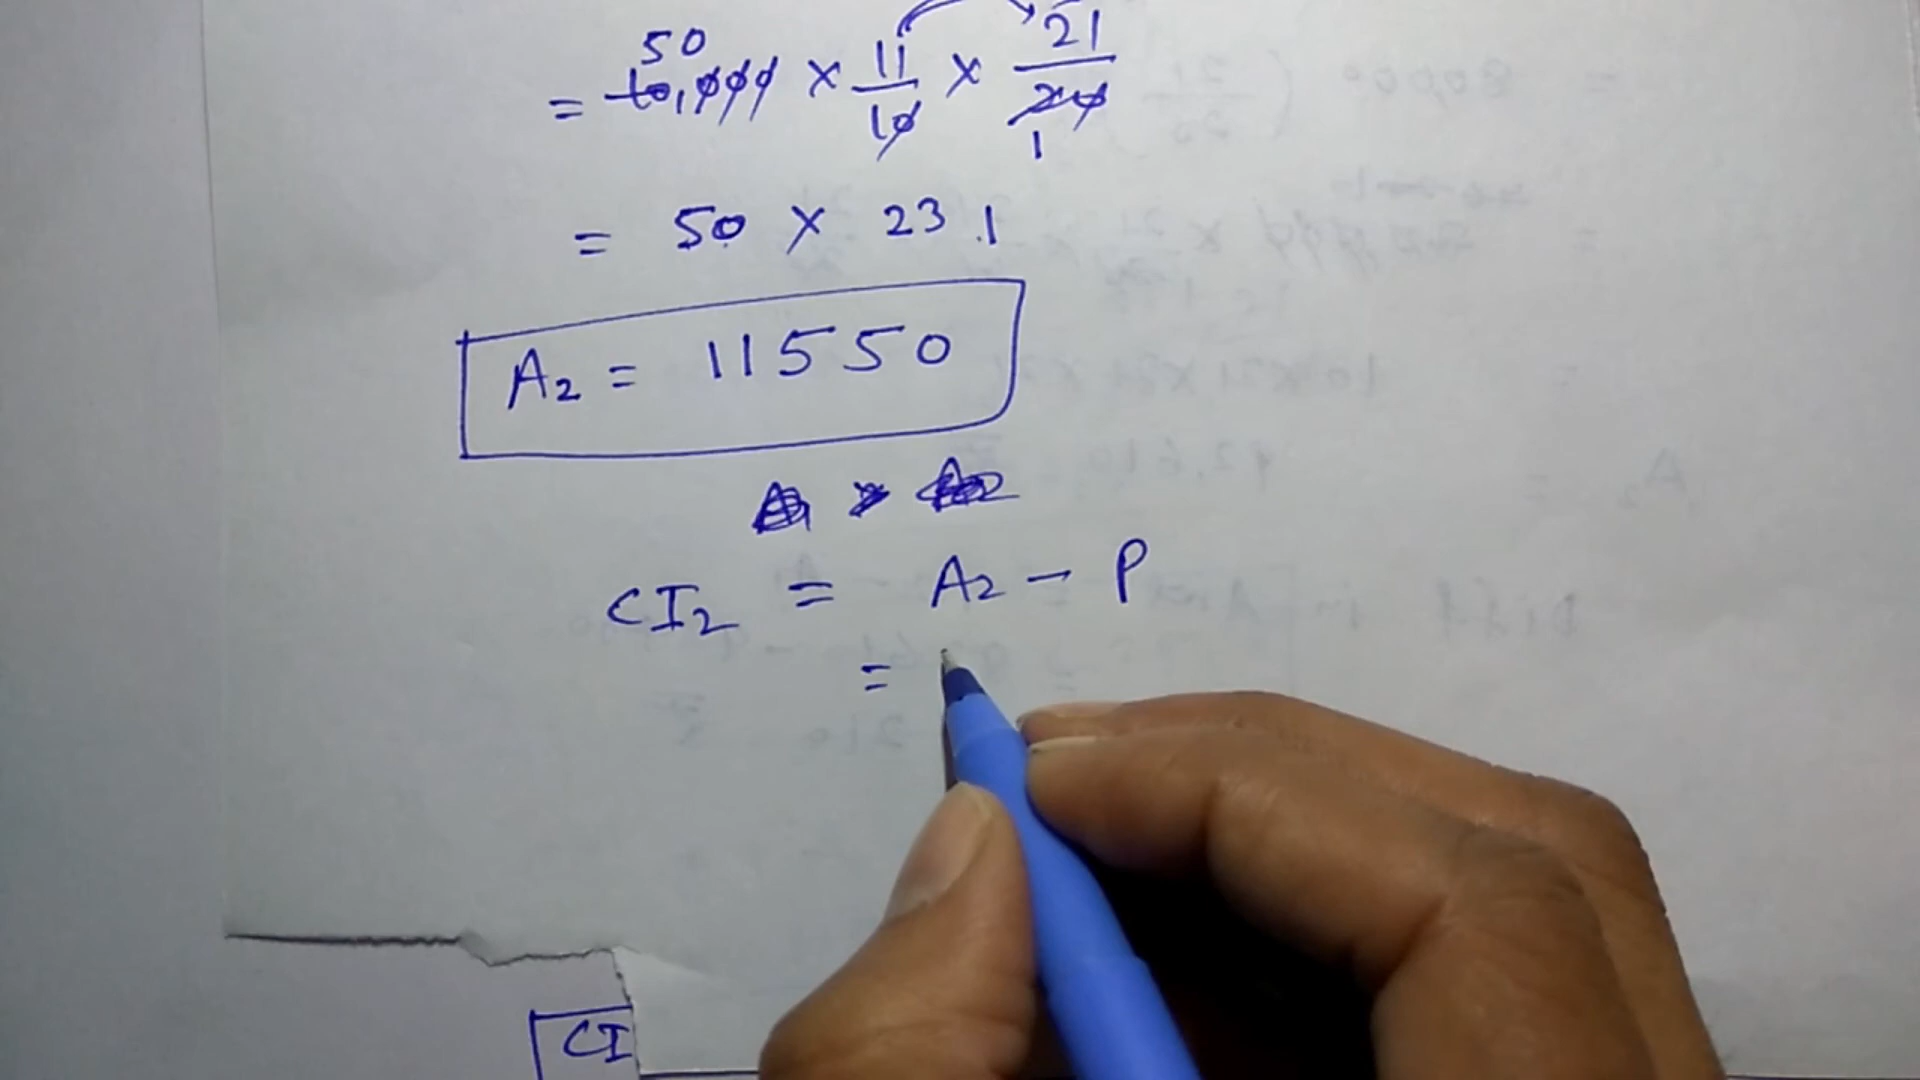 50
= 10,000 × 11/10 × 21/20
1
= 50 × 231
A2 = 11550
CI2 = A2 - P
=
CI